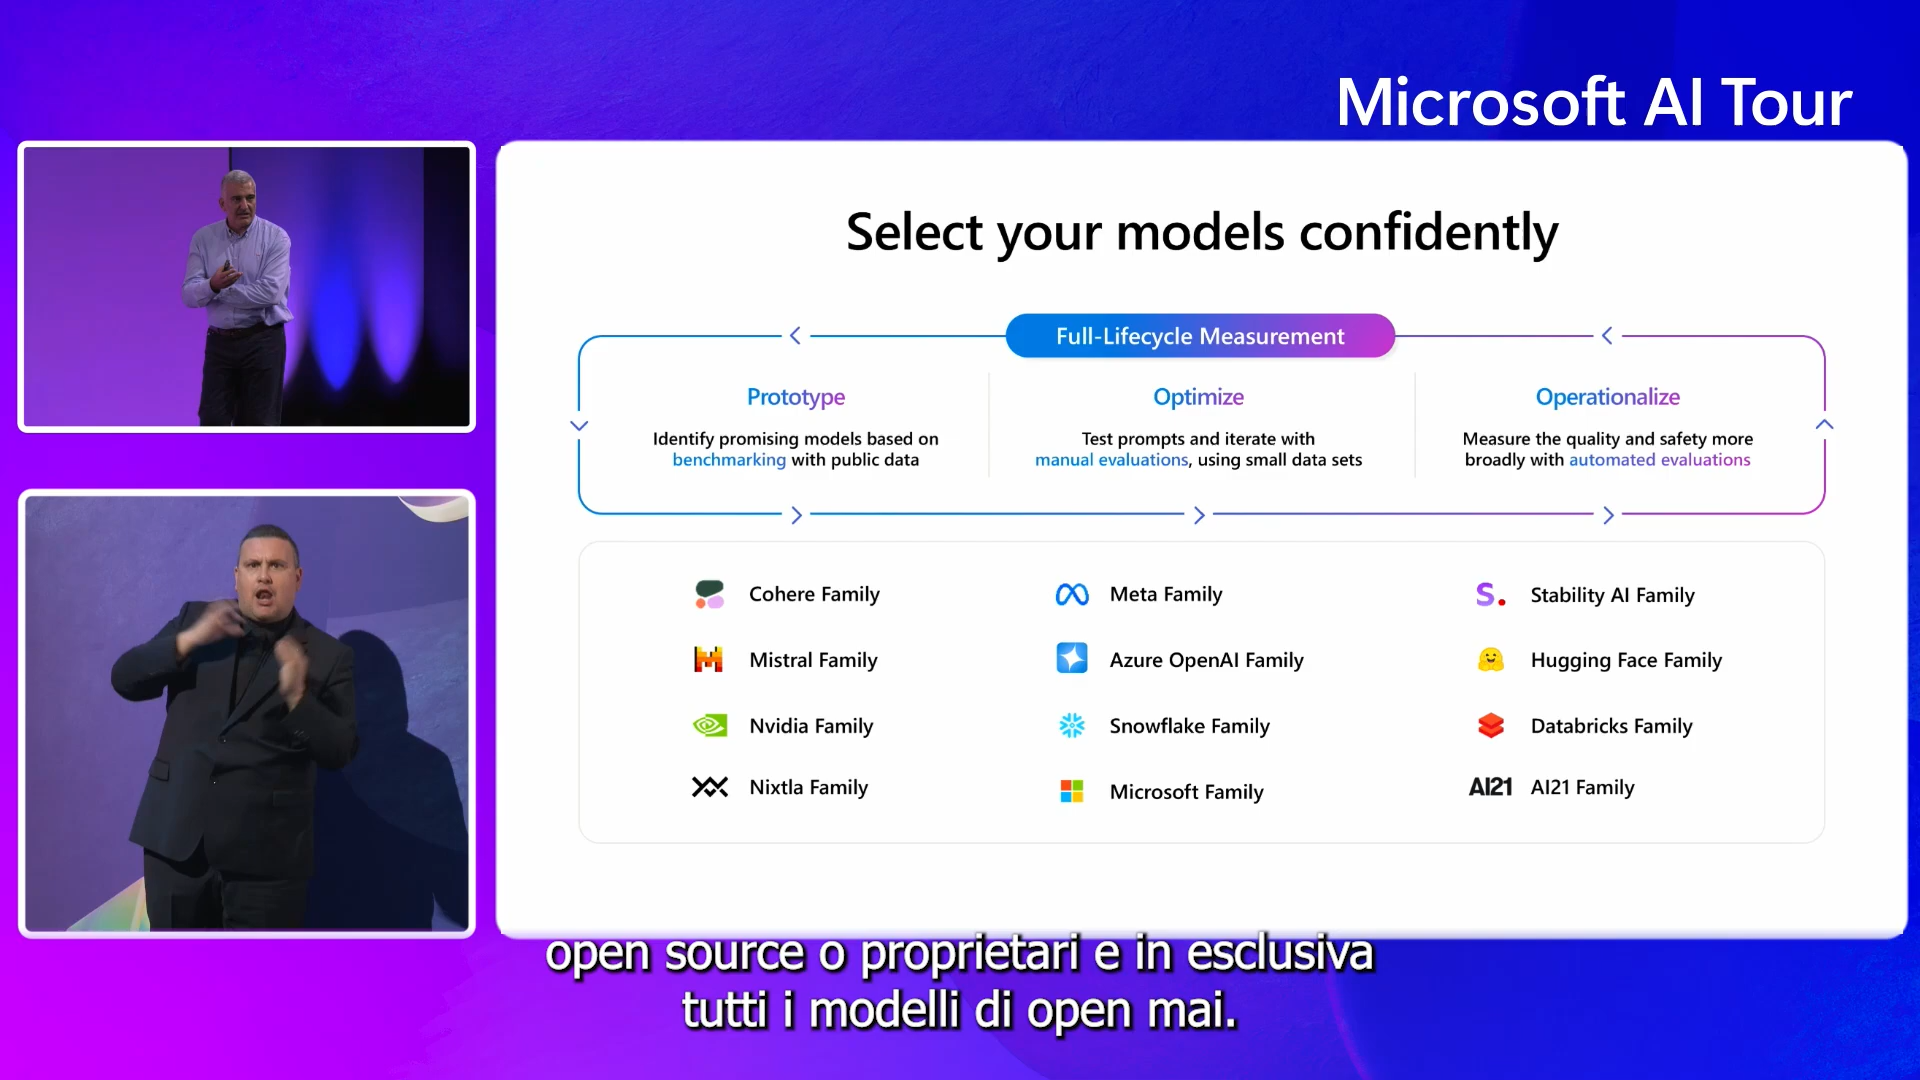 Microsoft AI Tour
Select your models confidently
Full-Lifecycle Measurement
Prototype
Identify promising models based on
benchmarking with public data
Optimize
Test prompts and iterate with
manual evaluations, using small data sets
Operationalize
Measure the quality and safety more
broadly with automated evaluations
Cohere Family
Meta Family
S. Stability AI Family
Mistral Family
Azure OpenAI Family
Hugging Face Family
Nvidia Family
Snowflake Family
Databricks Family
Nixtla Family
Microsoft Family
AI21 AI21 Family
open source o proprietari e in esclusiva
tutti i modelli di open mai.